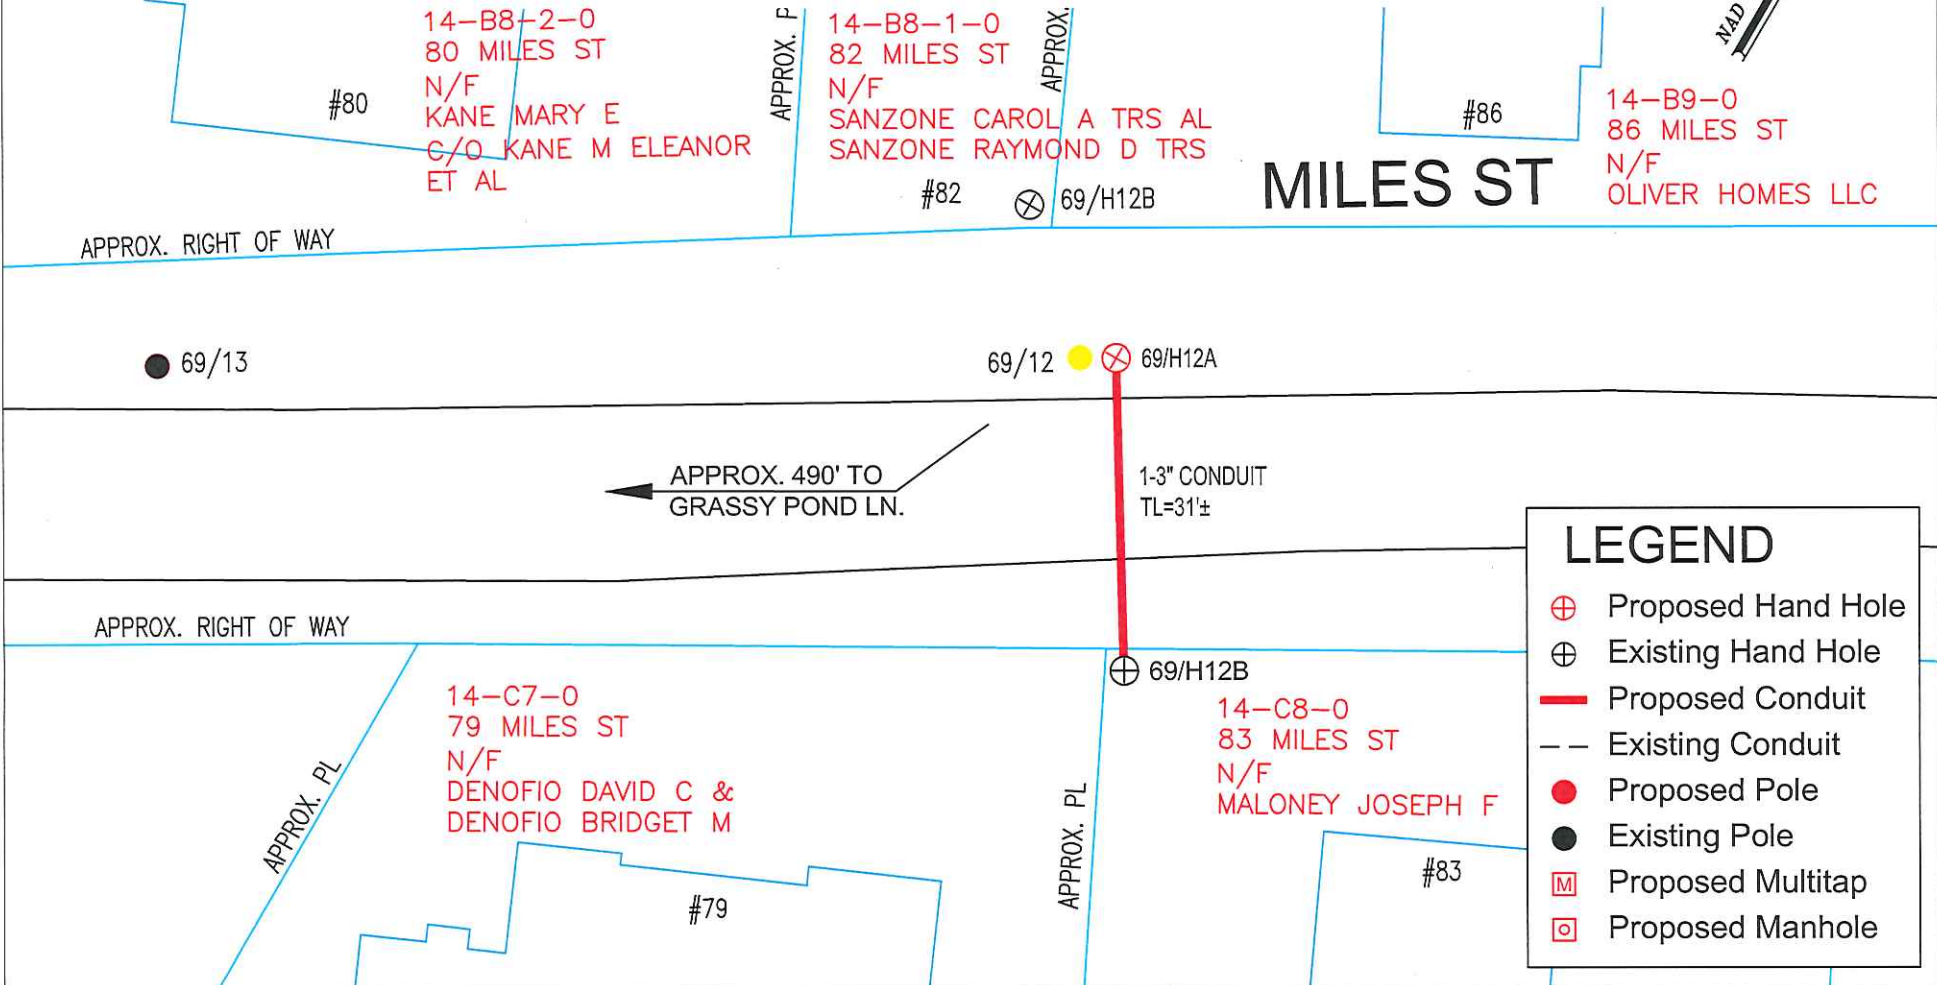 14-B8-2-0
80 MILES ST
N/F
KANE MARY E
C/O KANE M ELEANOR
ET AL
#80
APPROX. P
14-B8-1-0
82 MILES ST
N/F
SANZONE CAROL A TRS AL
SANZONE RAYMOND D TRS
#82
APPROX.
69/H12B
#86
MILES ST
NAD
14-B9-0
86 MILES ST
N/F
OLIVER HOMES LLC
APPROX. RIGHT OF WAY
69/13
69/12
69/H12A
APPROX. 490' TO
GRASSY POND LN.
1-3" CONDUIT
TL=31'±
APPROX. RIGHT OF WAY
69/H12B
14-C7-0
79 MILES ST
N/F
DENOFIO DAVID C &
DENOFIO BRIDGET M
APPROX. PL
#79
APPROX. PL
14-C8-0
83 MILES ST
N/F
MALONEY JOSEPH F
#83
LEGEND
Proposed Hand Hole
Existing Hand Hole
Proposed Conduit
Existing Conduit
Proposed Pole
Existing Pole
M Proposed Multitap
Proposed Manhole